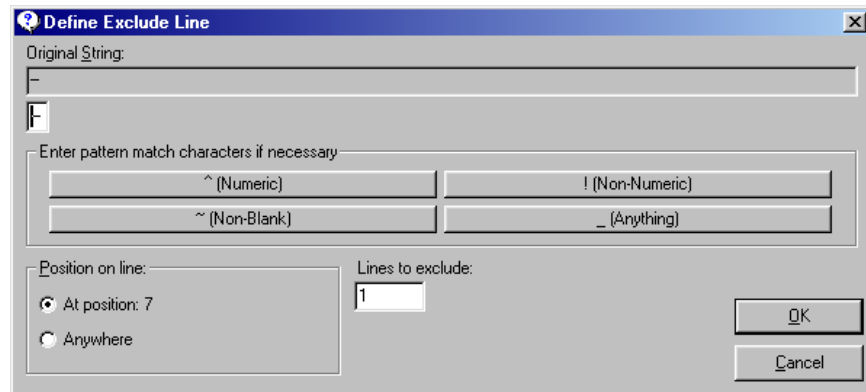 Define Exclude Line
Original String:
-
-
Enter pattern match characters if necessary
^ (Numeric)
! (Non-Numeric)
~ (Non-Blank)
_ (Anything)
Position on line:
Lines to exclude:
At position: 7
1
Anywhere
OK
Cancel